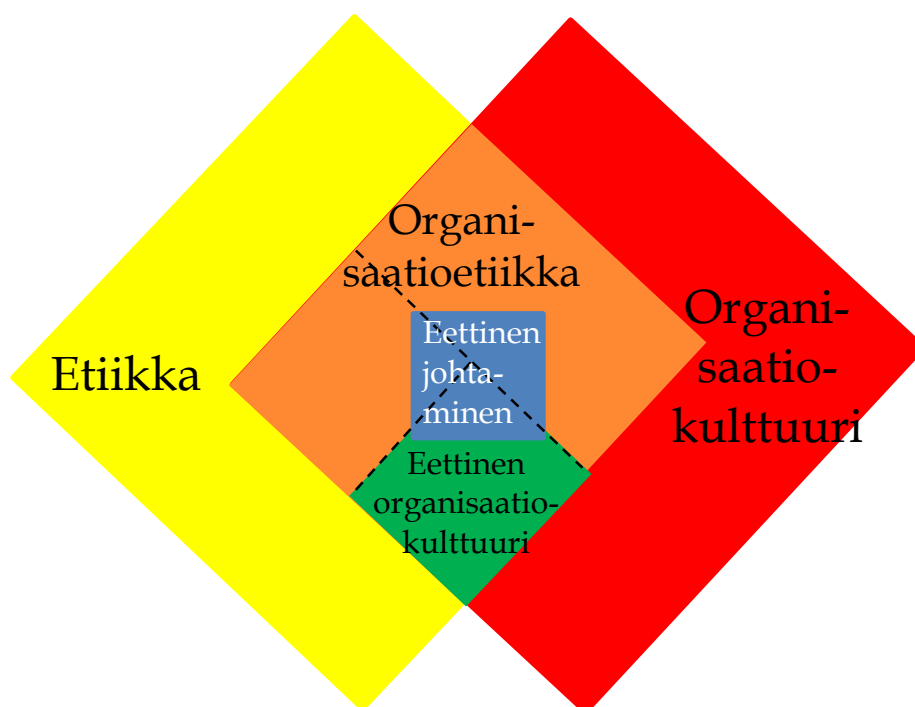 Etiikka
Organi-
saatioetiikka
Eettinen
johta-
minen
Eettinen
organisaatio-
kulttuuri
Organi-
saatio-
kulttuuri